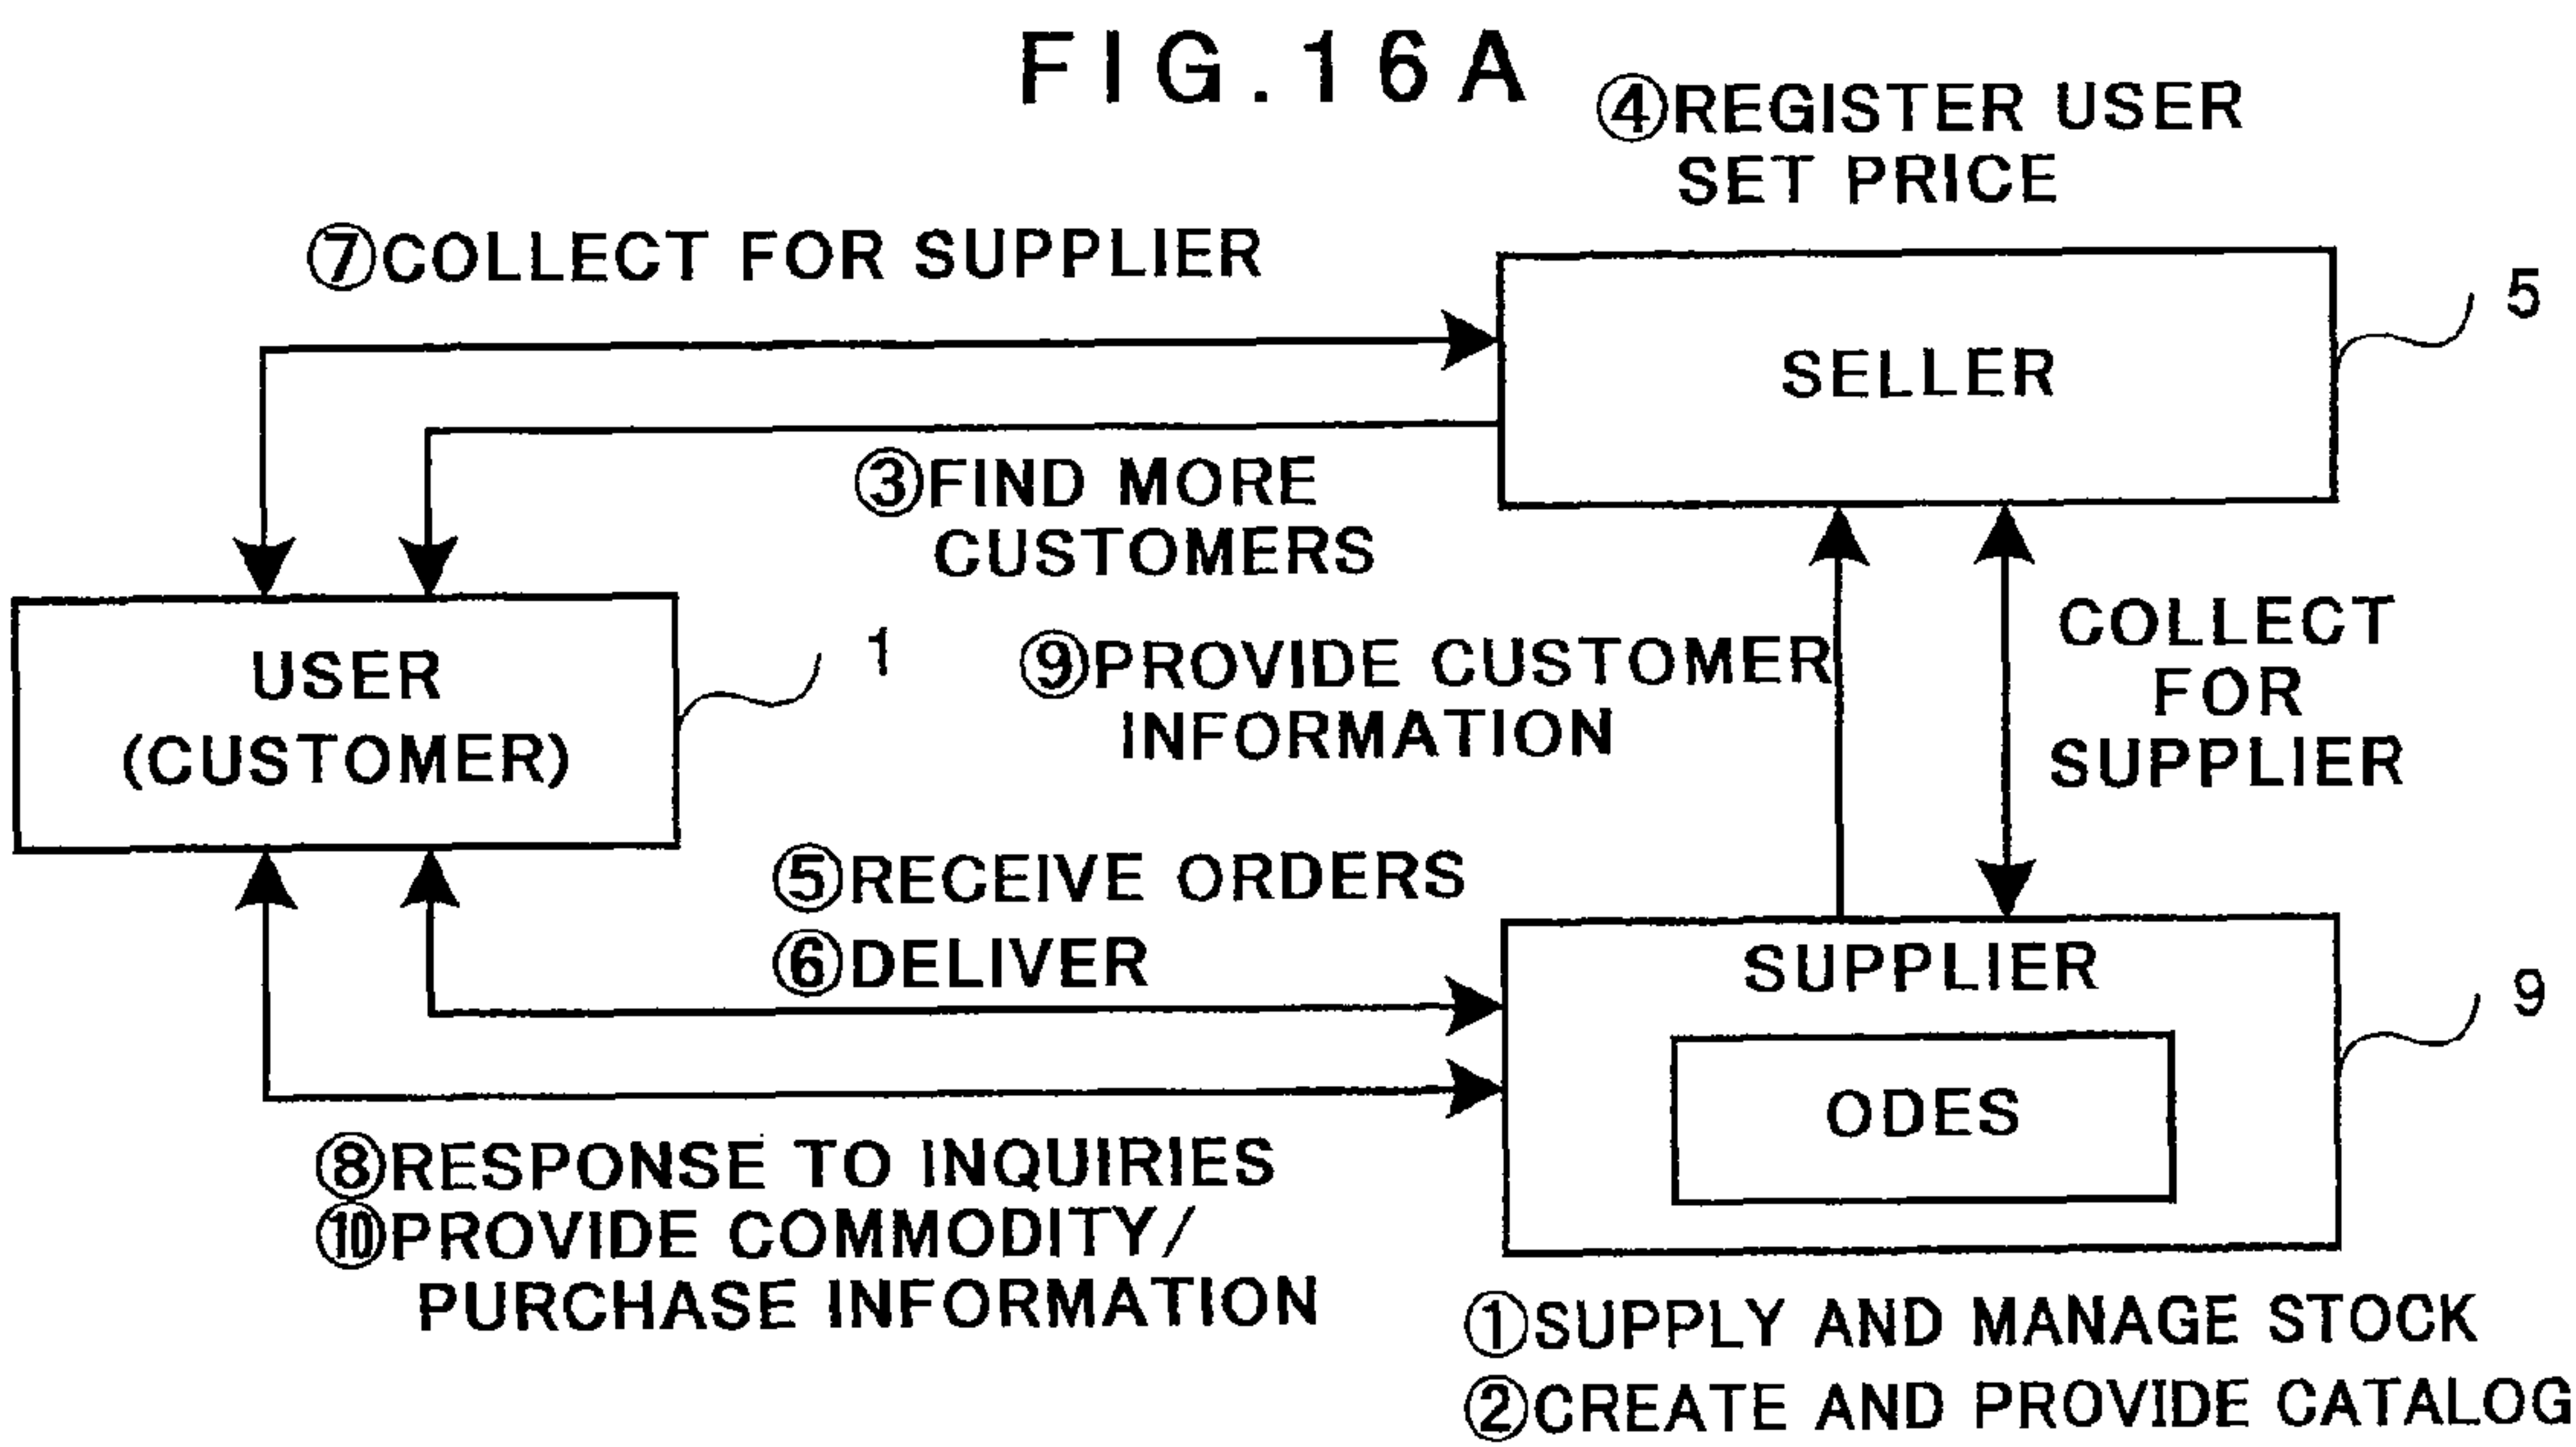 FIG.16A
④REGISTER USER
SET PRICE
⑦COLLECT FOR SUPPLIER
5
SELLER
③FIND MORE
CUSTOMERS
USER
(CUSTOMER)
1
⑨PROVIDE CUSTOMER
INFORMATION
COLLECT
FOR
SUPPLIER
⑤RECEIVE ORDERS
⑥DELIVER
SUPPLIER
9
ODES
⑧RESPONSE TO INQUIRIES
⑩PROVIDE COMMODITY/
PURCHASE INFORMATION
①SUPPLY AND MANAGE STOCK
②CREATE AND PROVIDE CATALOG